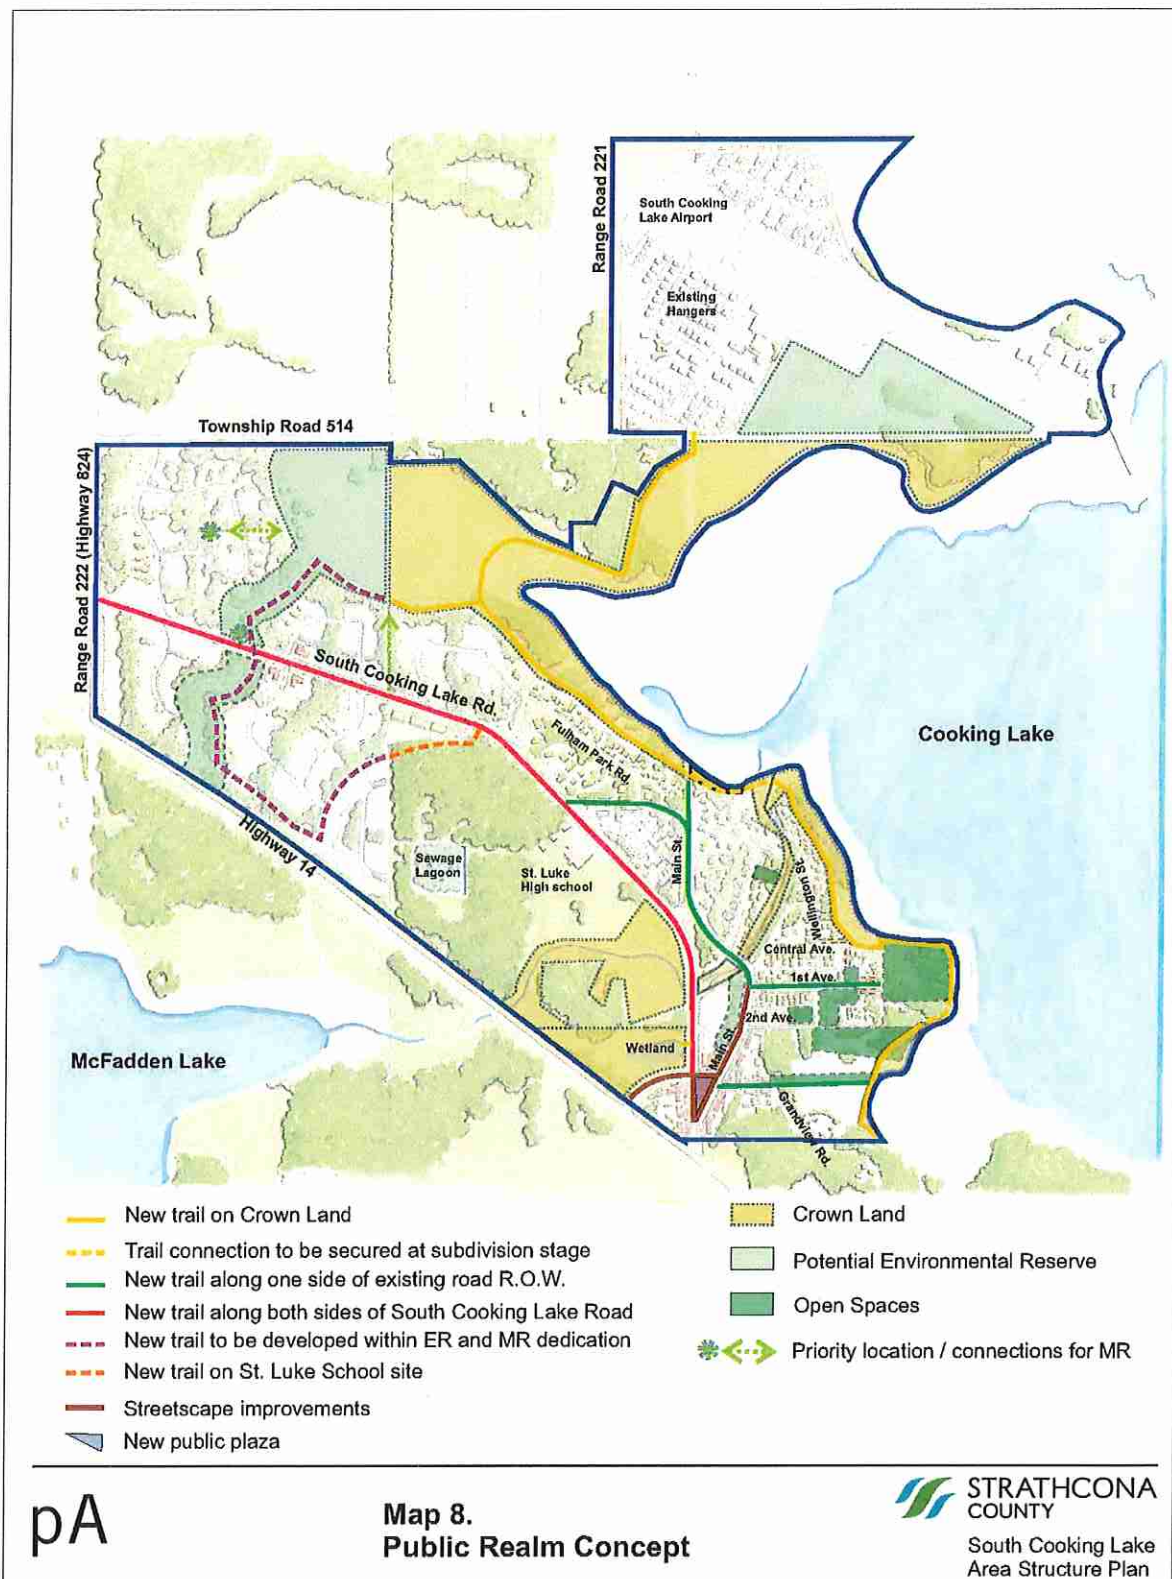 Range Road 221
South Cooking
Lake Airport
Existing
Hangers
Township Road 514
Range Road 222 (Highway 824)
South Cooking Lake Rd.
Fulham Park Rd.
Cooking Lake
Highway 14
Sewage
Lagoon
St. Luke
High school
Main St.
Wellington St.
Central Ave.
1st Ave.
2nd Ave.
Wetland
Main St.
McFadden Lake
Grandview Rd.
New trail on Crown Land
Trail connection to be secured at subdivision stage
New trail along one side of existing road R.O.W.
New trail along both sides of South Cooking Lake Road
New trail to be developed within ER and MR dedication
New trail on St. Luke School site
Streetscape improvements
New public plaza
Crown Land
Potential Environmental Reserve
Open Spaces
Priority location / connections for MR
pA
Map 8.
Public Realm Concept
STRATHCONA
COUNTY
South Cooking Lake
Area Structure Plan